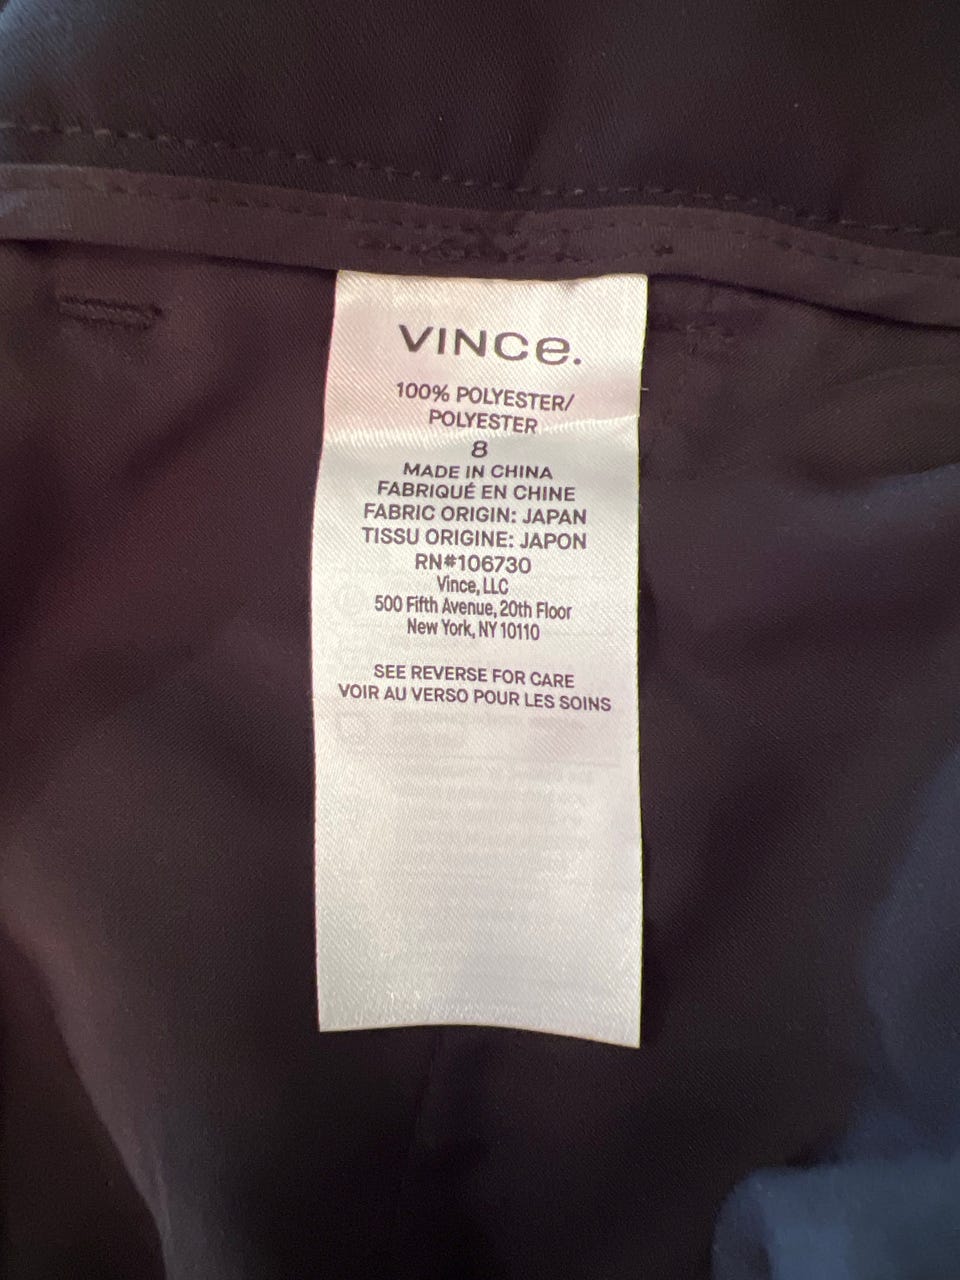 VINCe.
100% POLYESTER/
POLYESTER
8
MADE IN CHINA
FABRIQUÉ EN CHINE
FABRIC ORIGIN: JAPAN
TISSU ORIGINE: JAPON
RN#106730
Vince, LLC
500 Fifth Avenue, 20th Floor
New York, NY 10110
SEE REVERSE FOR CARE
VOIR AU VERSO POUR LES SOINS